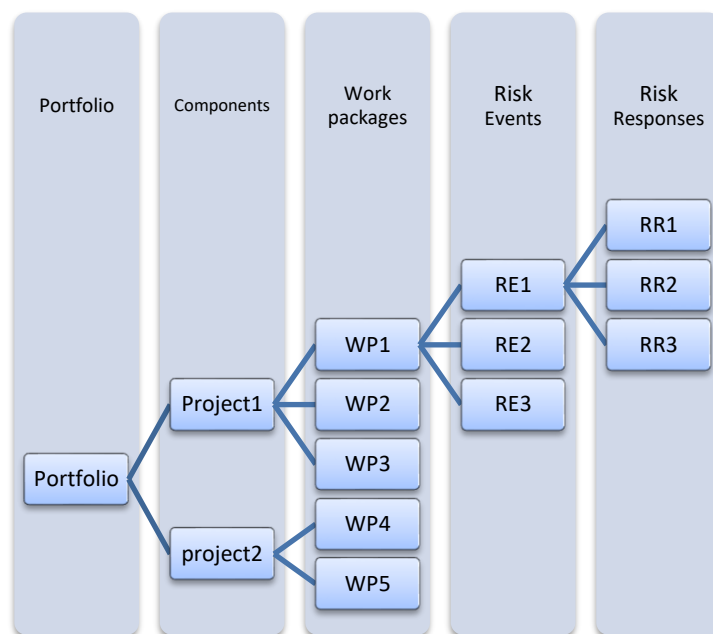 Portfolio
Components
Work
packages
Risk
Events
Risk
Responses
Portfolio
Project1
project2
WP1
WP2
WP3
WP4
WP5
RE1
RE2
RE3
RR1
RR2
RR3